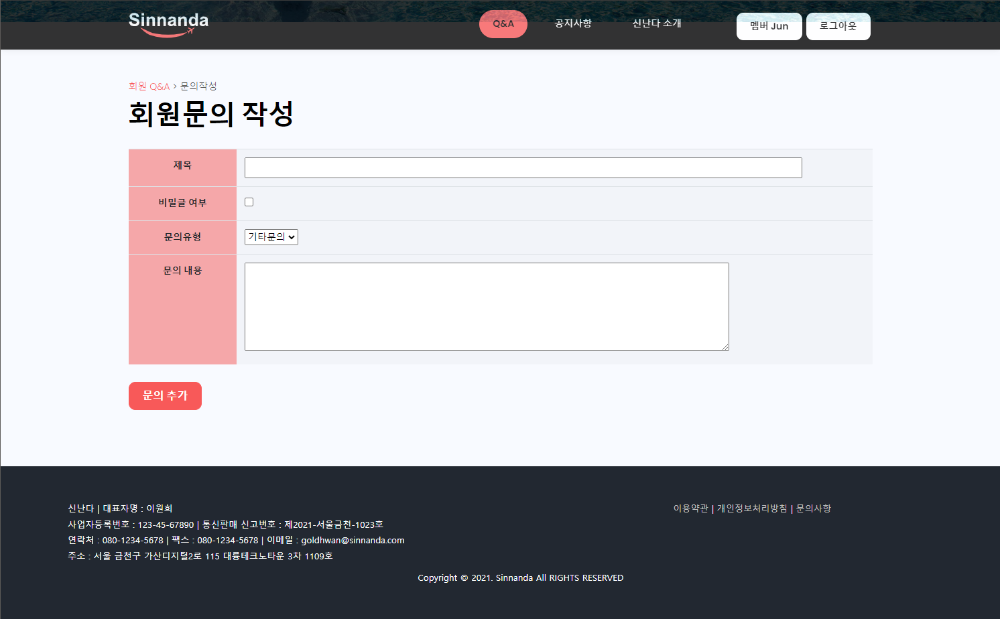 Sinnanda
Q&A 공지사항 신난다 소개 멤버 Jun 로그아웃
회원 Q&A > 문의작성
회원문의 작성
제목
비밀글 여부
문의유형 기타문의
문의 내용
문의 추가
신난다 | 대표자명 : 이원희
사업자등록번호 : 123-45-67890 | 통신판매 신고번호 : 제2021-서울금천-1023호
연락처 : 080-1234-5678 | 팩스 : 080-1234-5678 | 이메일 : goldhwan@sinnanda.com
주소 : 서울 금천구 가산디지털2로 115 대륭테크노타운 3차 1109호
이용약관 | 개인정보처리방침 | 문의사항
Copyright © 2021. Sinnanda All RIGHTS RESERVED